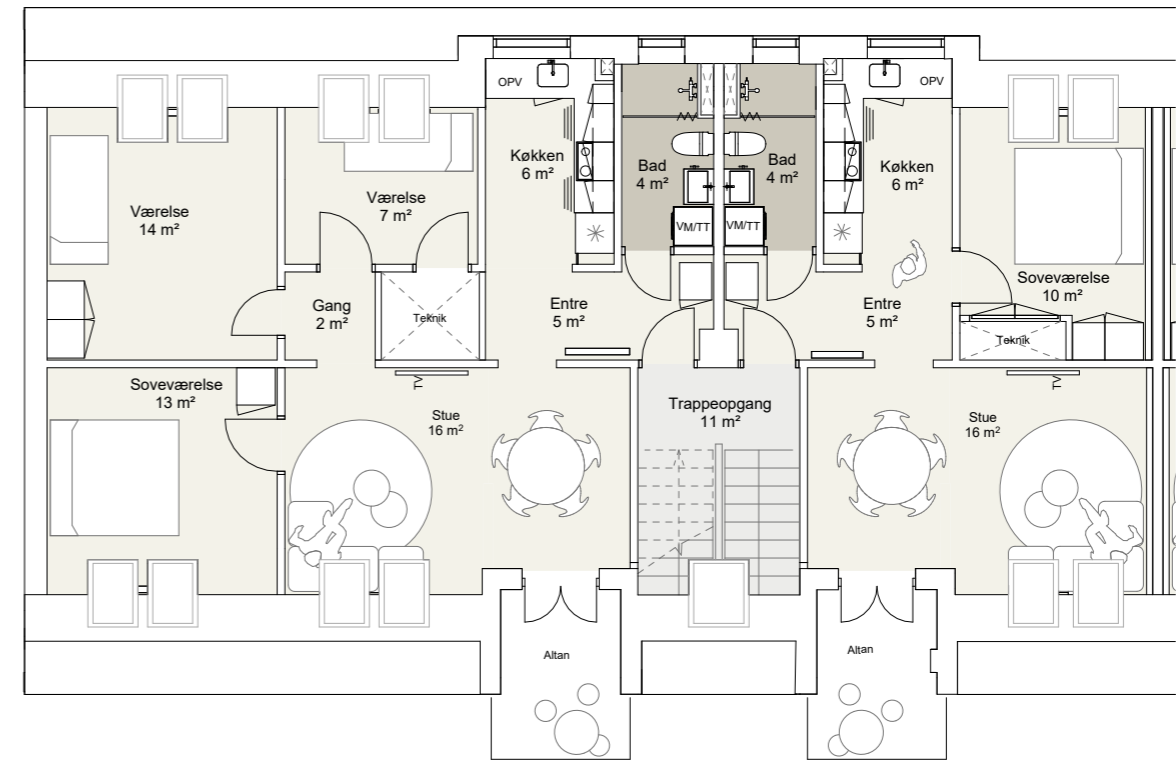 OPV
OPV
Køkken
6 m²
Bad
4 m²
Bad
4 m²
Køkken
6 m²
Værelse
14 m²
Værelse
7 m²
VM/TT
VM/TT
Gang
2 m²
Teknik
Entre
5 m²
Entre
5 m²
Soveværelse
10 m²
Teknik
Soveværelse
13 m²
TV
Stue
16 m²
Trappeopgang
11 m²
TV
Stue
16 m²
Altan
Altan